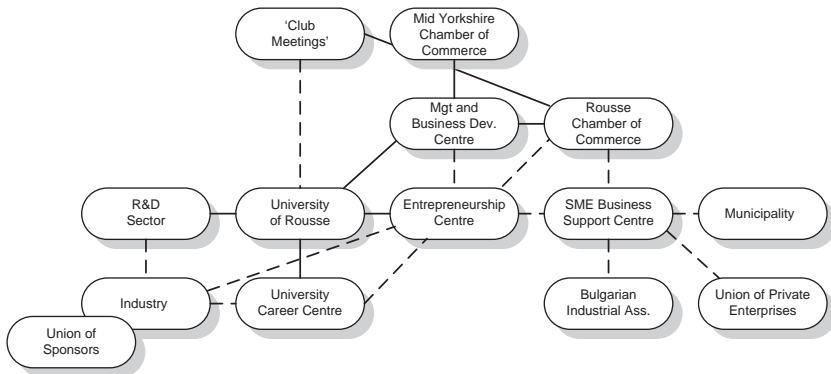 ‘Club
Meetings’
Mid Yorkshire
Chamber of
Commerce
Mgt and
Business Dev.
Centre
Rousse
Chamber of
Commerce
R&D
Sector
University
of Rousse
Entrepreneurship
Centre
SME Business
Support Centre
Municipality
Industry
University
Career Centre
Bulgarian
Industrial Ass.
Union of Private
Enterprises
Union of
Sponsors